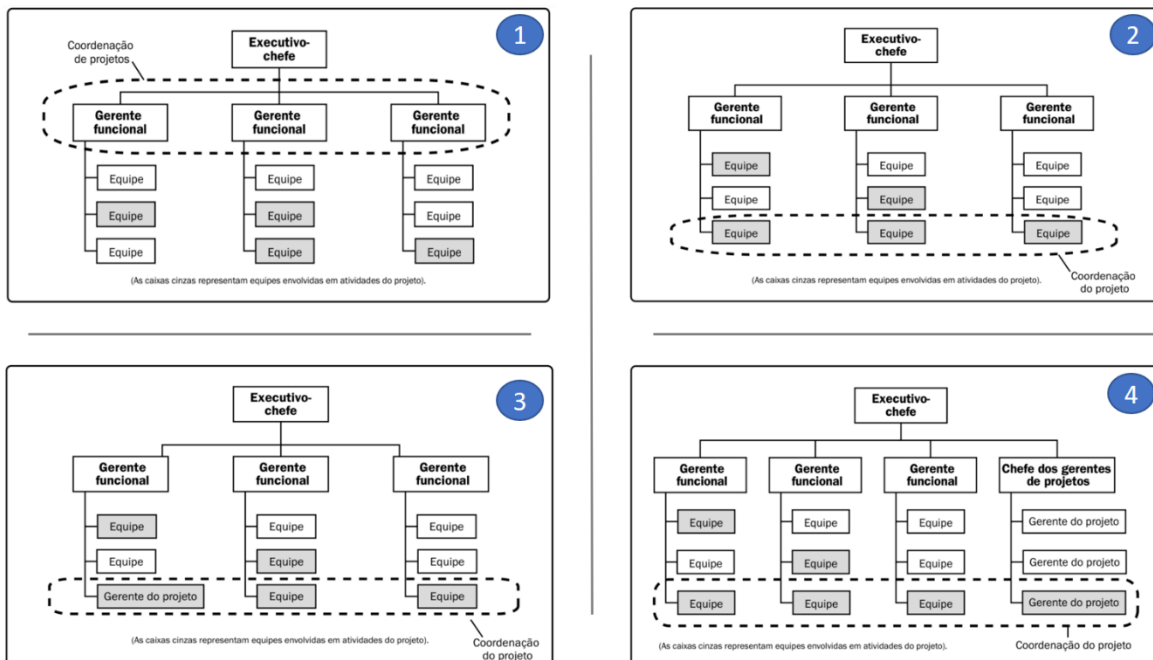 1
Coordenação
de projetos
Executivo-
chefe
Gerente
funcional
Gerente
funcional
Gerente
funcional
Equipe
Equipe
Equipe
Equipe
Equipe
Equipe
Equipe
Equipe
Equipe
(As caixas cinzas representam equipes envolvidas em atividades do projeto).
2
Executivo-
chefe
Gerente
funcional
Gerente
funcional
Gerente
funcional
Equipe
Equipe
Equipe
Equipe
Equipe
Equipe
Equipe
Equipe
Equipe
(As caixas cinzas representam equipes envolvidas em atividades do projeto).
Coordenação
do projeto
3
Executivo-
chefe
Gerente
funcional
Gerente
funcional
Gerente
funcional
Equipe
Equipe
Equipe
Equipe
Equipe
Equipe
Gerente do projeto
Equipe
Equipe
(As caixas cinzas representam equipes envolvidas em atividades do projeto).
Coordenação
do projeto
4
Executivo-
chefe
Gerente
funcional
Gerente
funcional
Gerente
funcional
Chefe dos gerentes
de projetos
Equipe
Equipe
Equipe
Gerente do projeto
Equipe
Equipe
Equipe
Gerente do projeto
Equipe
Equipe
Equipe
Gerente do projeto
(As caixas cinzas representam equipes envolvidas em atividades do projeto).
Coordenação do projeto